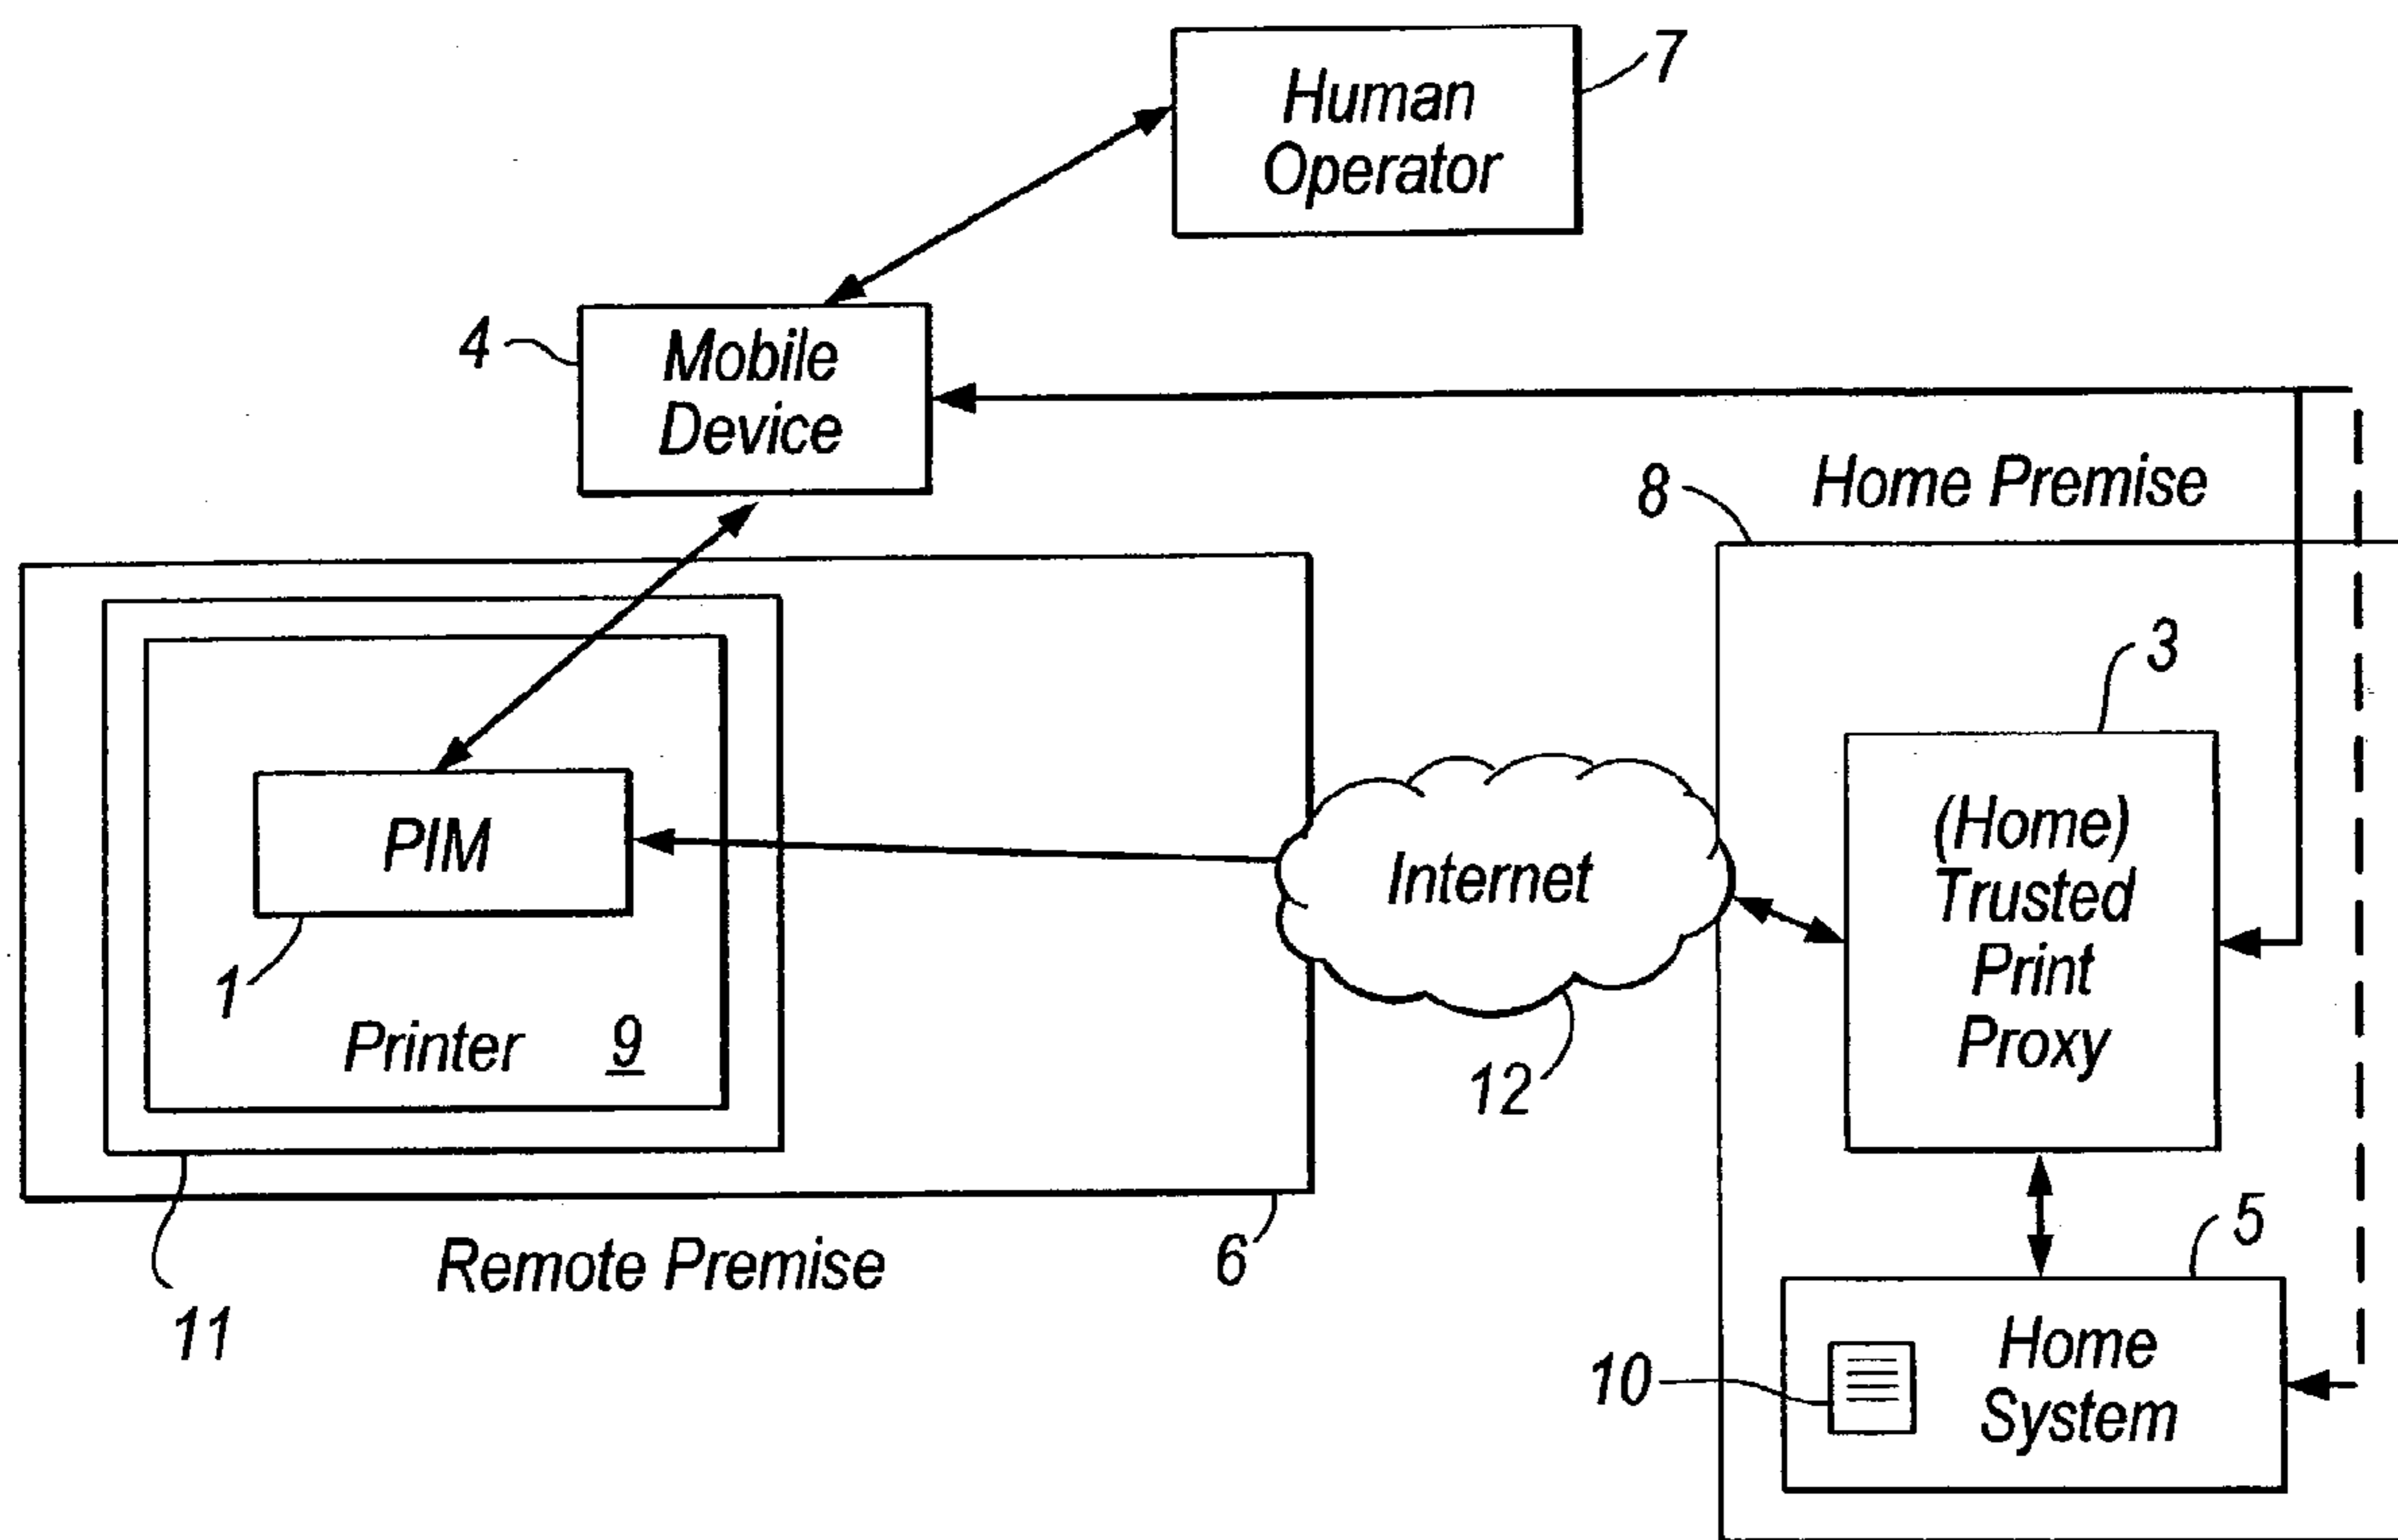 Human
Operator
7
4
Mobile
Device
Home Premise
8
3
PIM
1
Printer 9
Internet
12
(Home)
Trusted
Print
Proxy
Remote Premise
6
11
5
10
Home
System